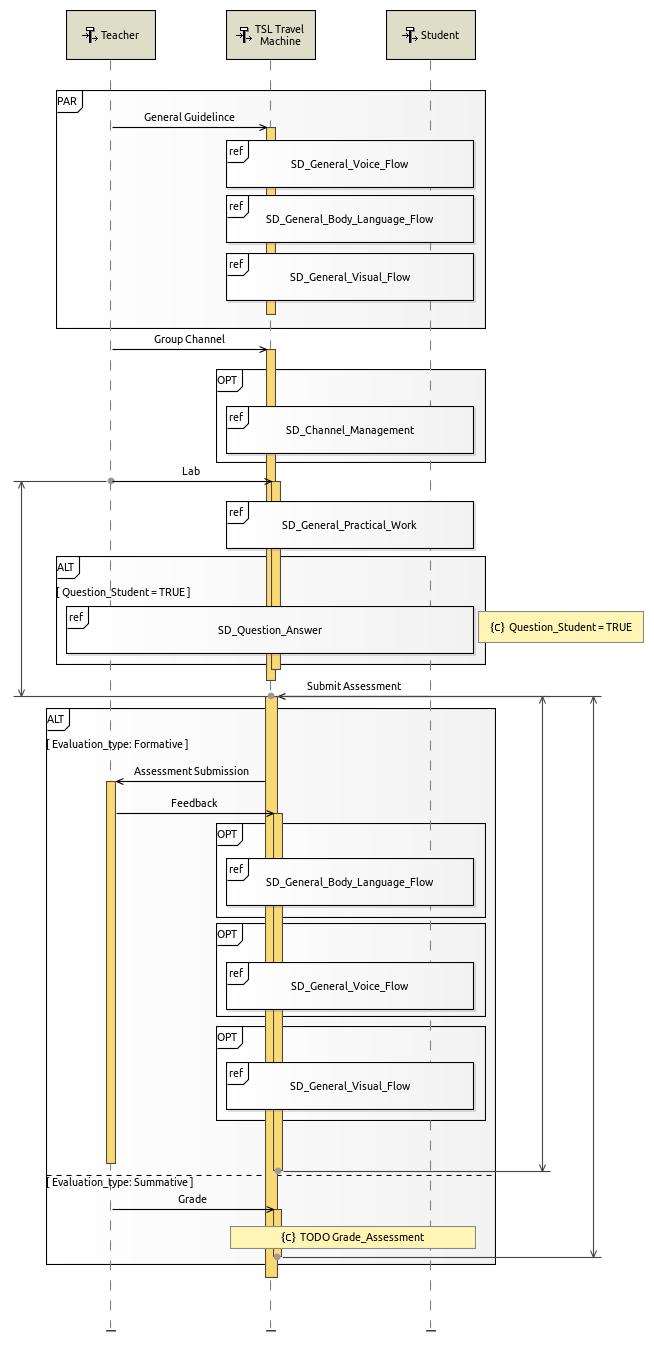 Teacher
TSL Travel
Machine
Student
PAR
General Guidelince
ref
SD_General_Voice_Flow
ref
SD_General_Body_Language_Flow
ref
SD_General_Visual_Flow
Group Channel
OPT
ref
SD_Channel_Management
Lab
ref
SD_General_Practical_Work
ALT
[ Question_Student = TRUE ]
ref
SD_Question_Answer
{C} Question_Student = TRUE
Submit Assessment
ALT
[ Evaluation_type: Formative ]
Assessment Submission
Feedback
OPT
ref
SD_General_Body_Language_Flow
OPT
ref
SD_General_Voice_Flow
OPT
ref
SD_General_Visual_Flow
[ Evaluation_type: Summative ]
Grade
{C} TODO Grade_Assessment